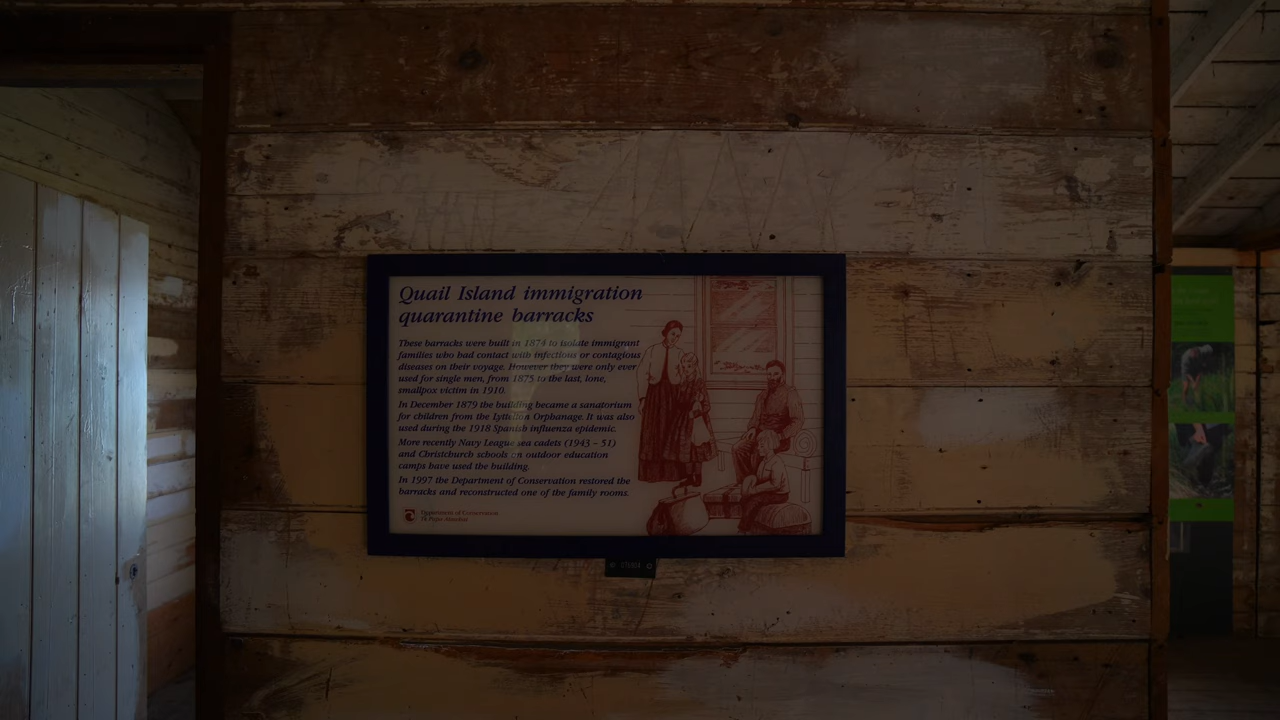 Quail Island immigration
quarantine barracks
These barracks were built in 1874 to isolate immigrant
families who had contact with infectious or contagious
diseases on their voyage. However they were only ever
used for single men, from 1875 to the last, lone,
smallpox victim in 1910.
In December 1879 the building became a sanatorium
for children from the Lyttelton Orphanage. It was also
used during the 1918 Spanish influenza epidemic.
More recently Navy League sea cadets (1943 – 51)
and Christchurch schools on outdoor education
camps have used the building.
In 1997 the Department of Conservation restored the
barracks and reconstructed one of the family rooms.
Department of Conservation
Te Papa Atawhai